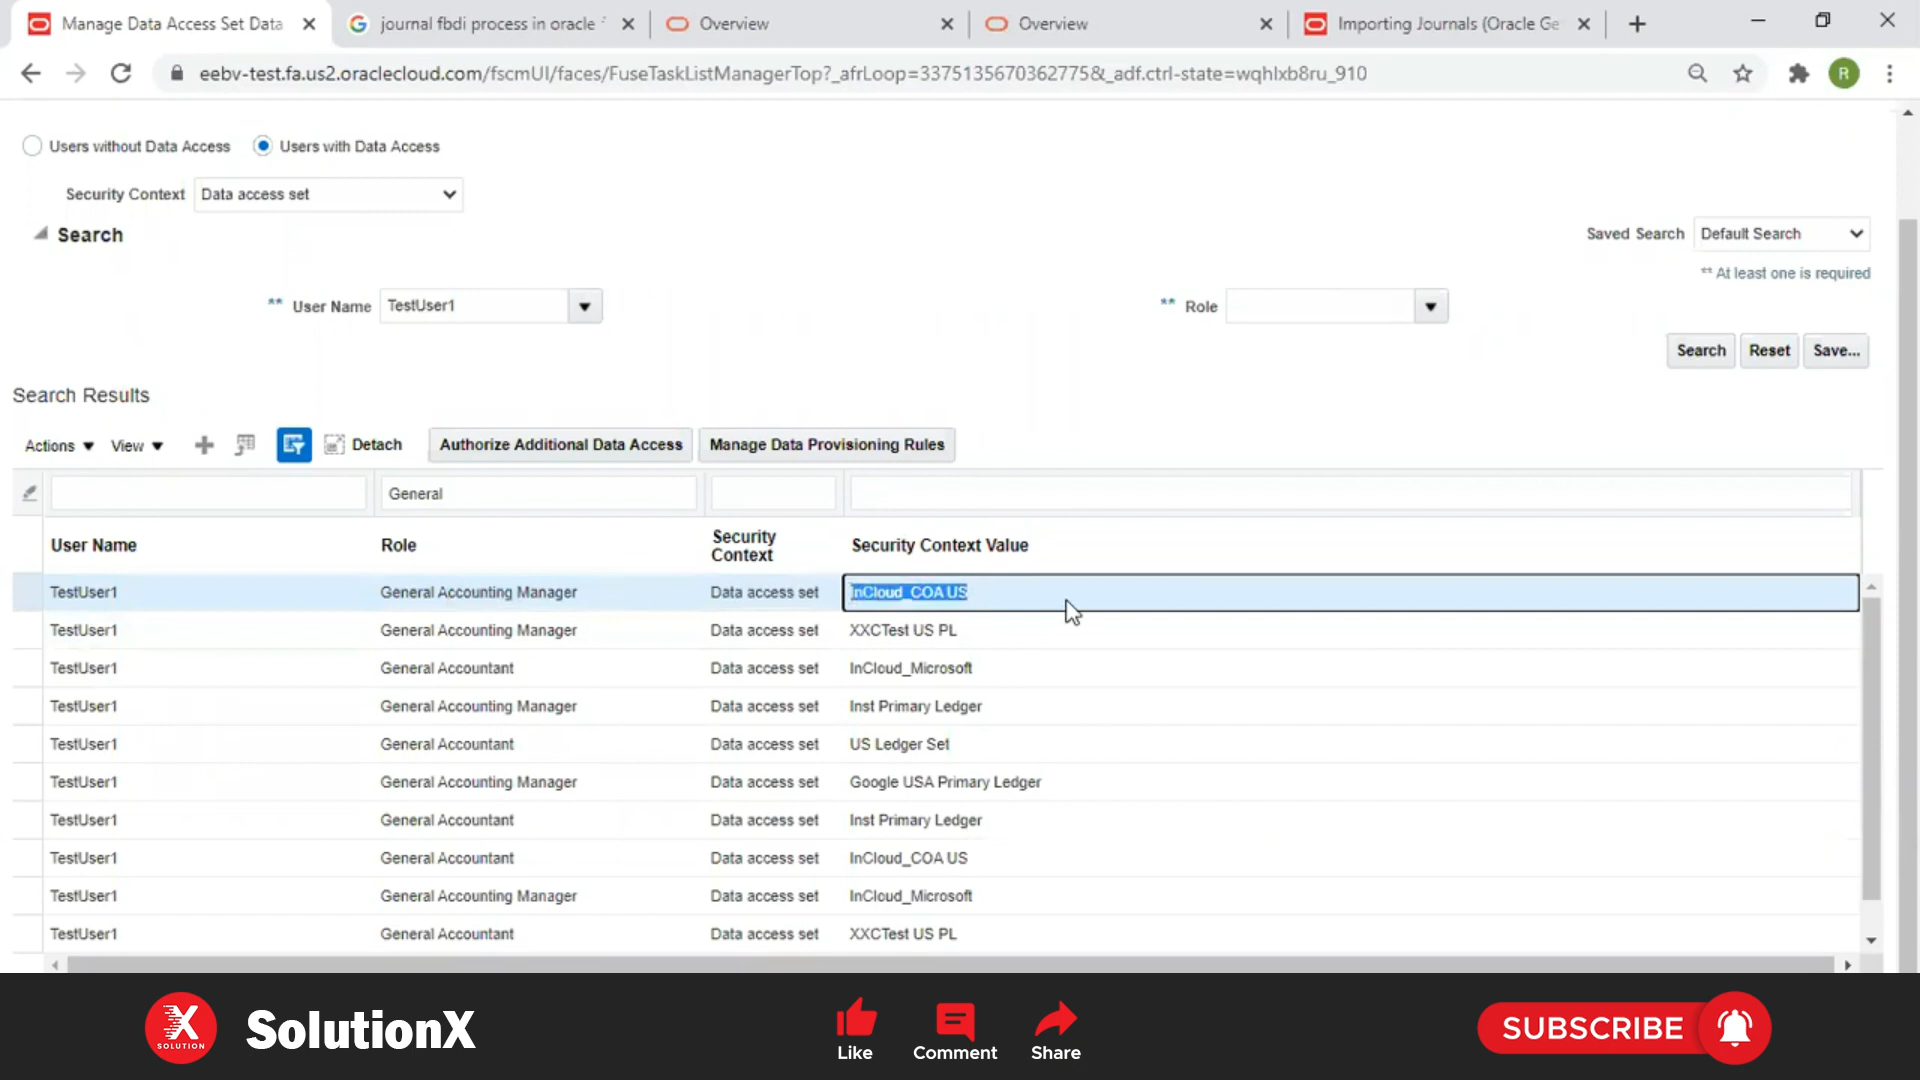 Manage Data Access Set Data
journal fbdi process in oracle
Overview
Overview
Importing Journals (Oracle Ge
eebv-test.fa.us2.oraclecloud.com/fscmUI/faces/FuseTaskListManagerTop?_afrLoop=3375135670362775&_adf.ctrl-state=wqhlxb8ru_910
R
Users without Data Access
Users with Data Access
Security Context Data access set
Search
Saved Search Default Search
** At least one is required
** User Name TestUser1
** Role
Search Reset Save...
Search Results
Actions View Detach Authorize Additional Data Access Manage Data Provisioning Rules
General
User Name Role Security Context Security Context Value
TestUser1 General Accounting Manager Data access set InCloud_COA US
TestUser1 General Accounting Manager Data access set XXCTest US PL
TestUser1 General Accountant Data access set InCloud_Microsoft
TestUser1 General Accounting Manager Data access set Inst Primary Ledger
TestUser1 General Accountant Data access set US Ledger Set
TestUser1 General Accounting Manager Data access set Google USA Primary Ledger
TestUser1 General Accountant Data access set Inst Primary Ledger
TestUser1 General Accountant Data access set InCloud_COA US
TestUser1 General Accounting Manager Data access set InCloud_Microsoft
TestUser1 General Accountant Data access set XXCTest US PL
X SOLUTION
SolutionX
Like
Comment
Share
SUBSCRIBE